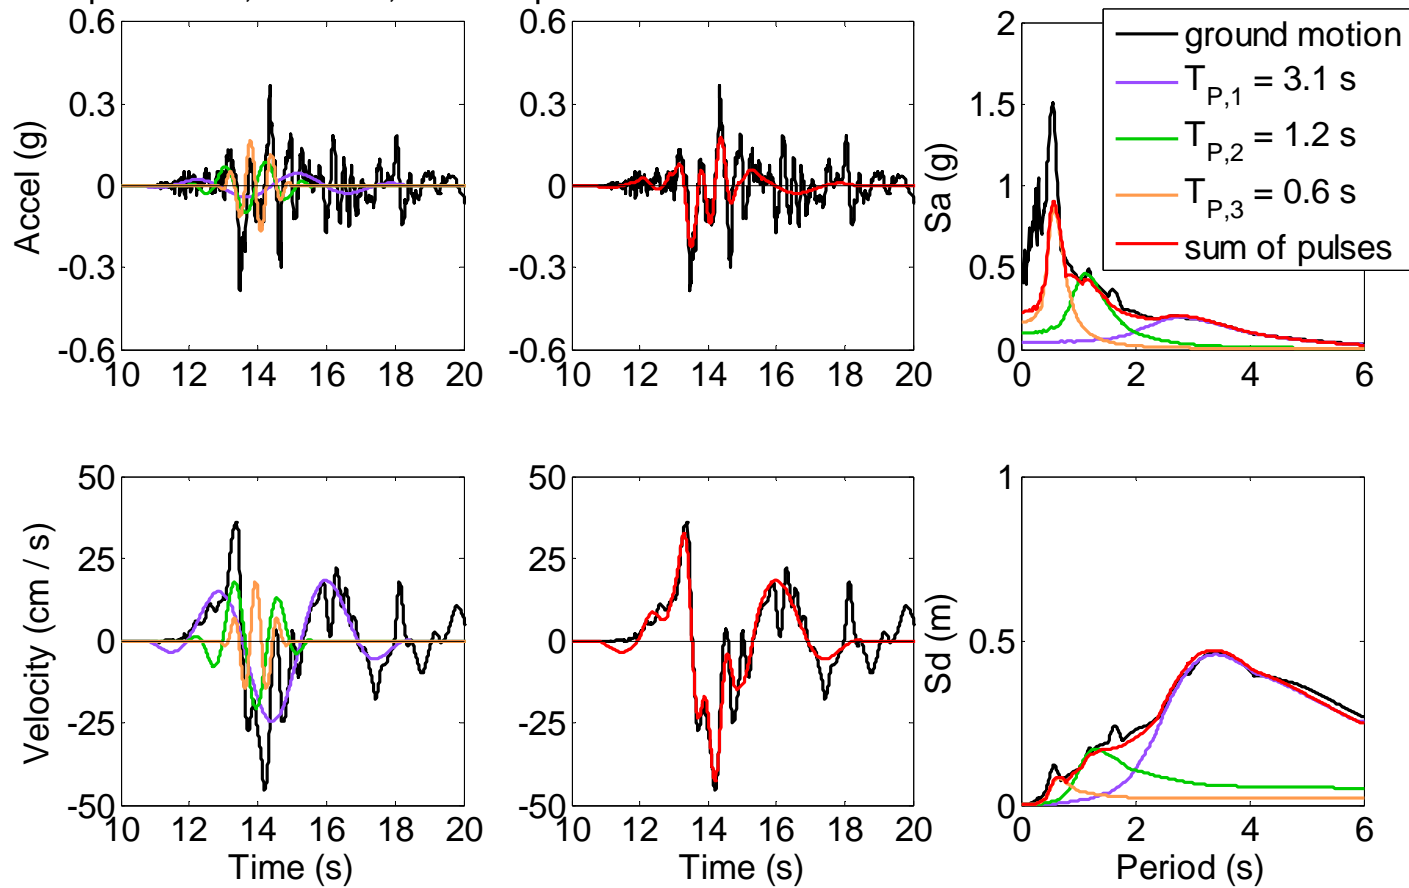 0.6
0.3
0
-0.3
-0.6
10 12 14 16 18 20
Accel (g)
0.6
0.3
0
-0.3
-0.6
10 12 14 16 18 20
2
1.5
1
0.5
0
0 2 4 6
Sa (g)
ground motion
T_P,1 = 3.1 s
T_P,2 = 1.2 s
T_P,3 = 0.6 s
sum of pulses
50
25
0
-25
-50
10 12 14 16 18 20
Velocity (cm / s)
Time (s)
50
25
0
-25
-50
10 12 14 16 18 20
Time (s)
1
0.5
0
0 2 4 6
Sd (m)
Period (s)